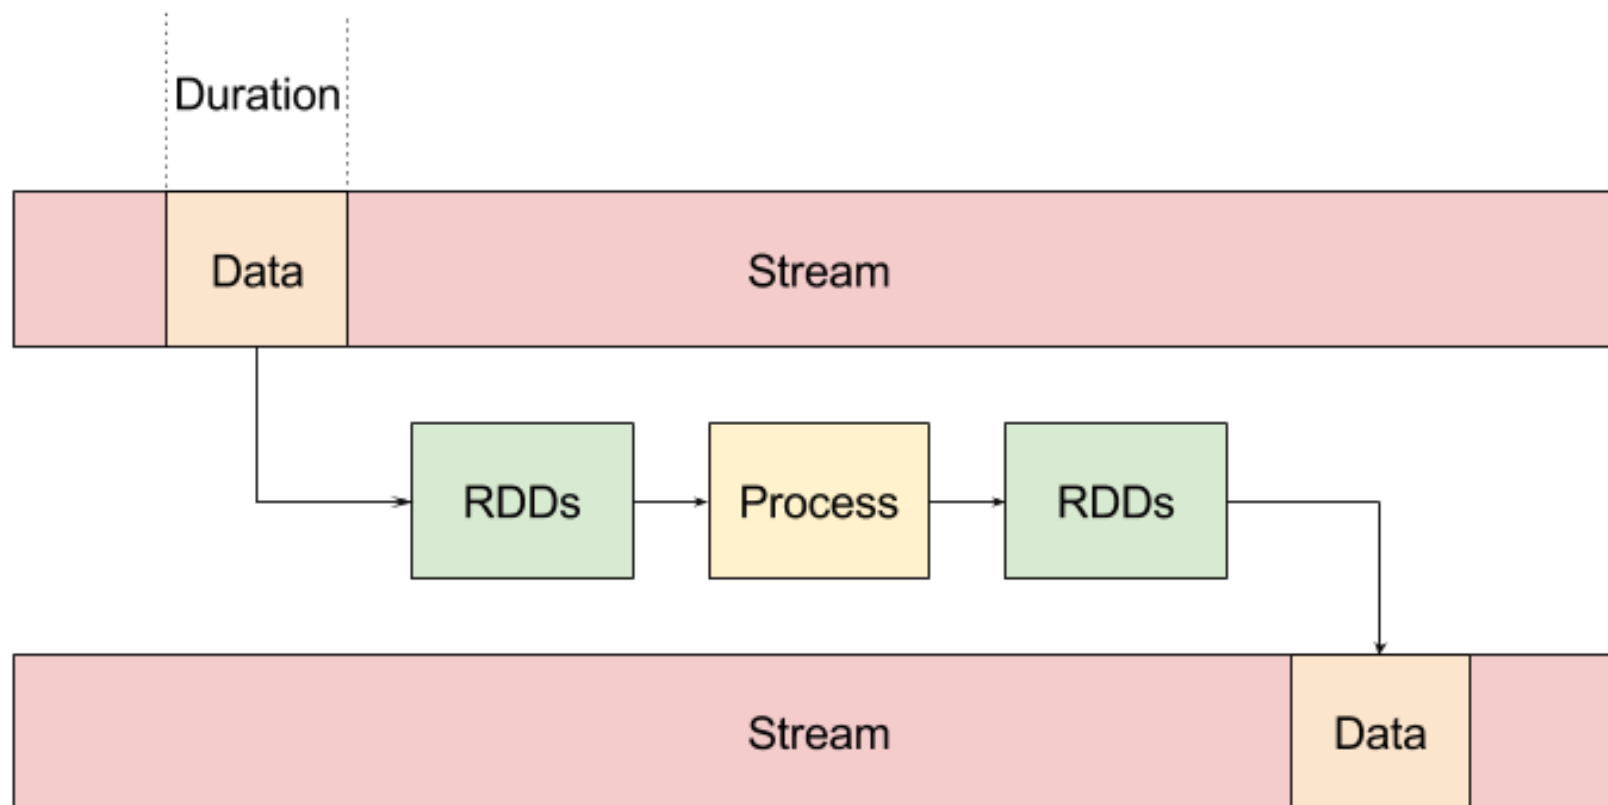 Duration
Data
Stream
RDDs
Process
RDDs
Stream
Data